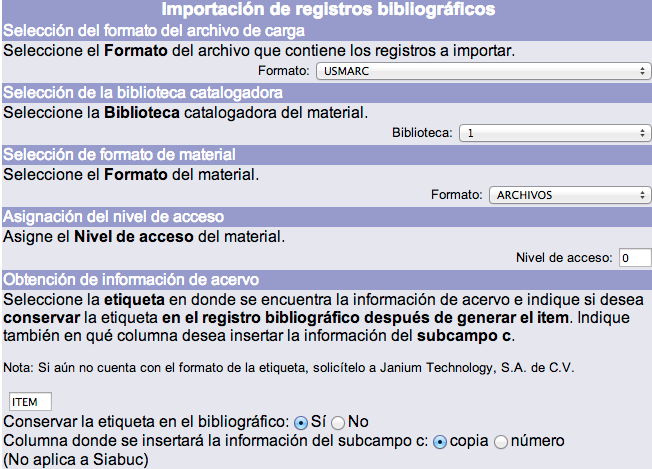 Importación de registros bibliográficos
Selección del formato del archivo de carga
Seleccione el Formato del archivo que contiene los registros a importar.
Formato: USMARC
Selección de la biblioteca catalogadora
Seleccione la Biblioteca catalogadora del material.
Biblioteca: 1
Selección de formato de material
Seleccione el Formato del material.
Formato: ARCHIVOS
Asignación del nivel de acceso
Asigne el Nivel de acceso del material.
Nivel de acceso: 0
Obtención de información de acervo
Seleccione la etiqueta en donde se encuentra la información de acervo e indique si desea
conservar la etiqueta en el registro bibliográfico después de generar el item. Indique
también en qué columna desea insertar la información del subcampo c.
Nota: Si aún no cuenta con el formato de la etiqueta, solicítelo a Janium Technology, S.A. de C.V.
ITEM
Conservar la etiqueta en el bibliográfico: Sí No
Columna donde se insertará la información del subcampo c: copia número
(No aplica a Siabuc)